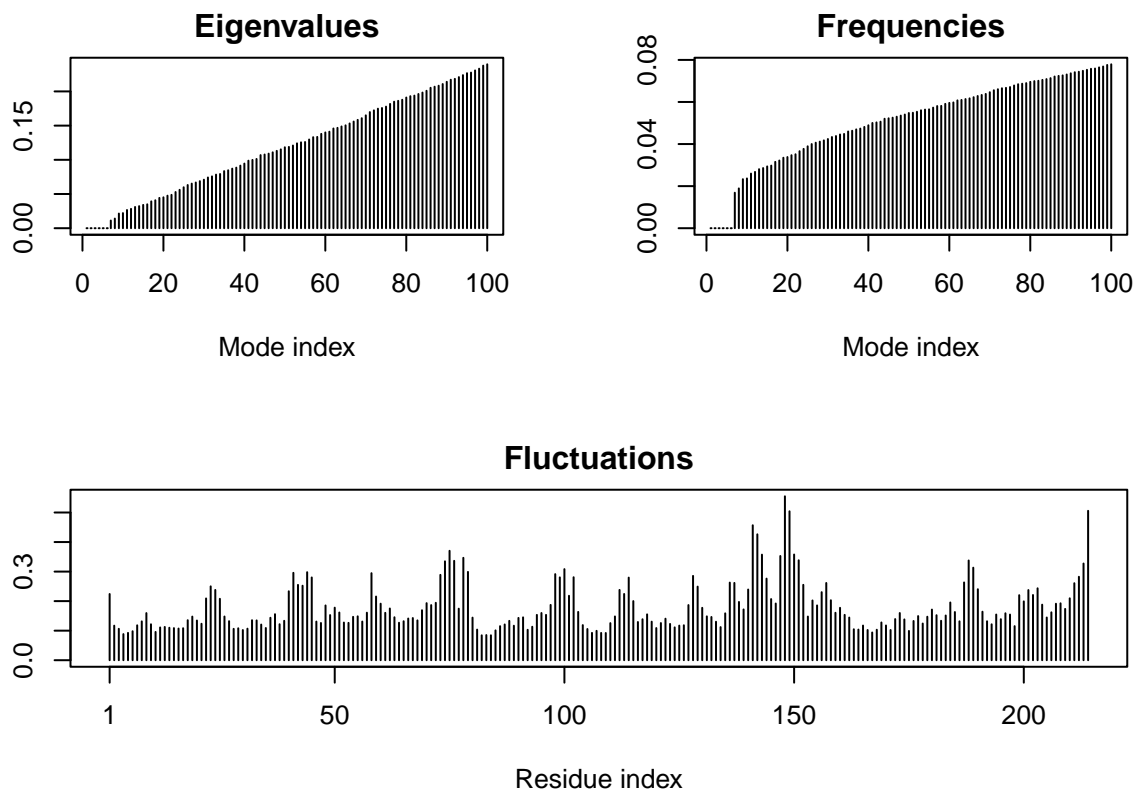 Eigenvalues
0.00 0.15
0 20 40 60 80 100
Mode index
Frequencies
0.00 0.04 0.08
0 20 40 60 80 100
Mode index
Fluctuations
0.0 0.3
1 50 100 150 200
Residue index